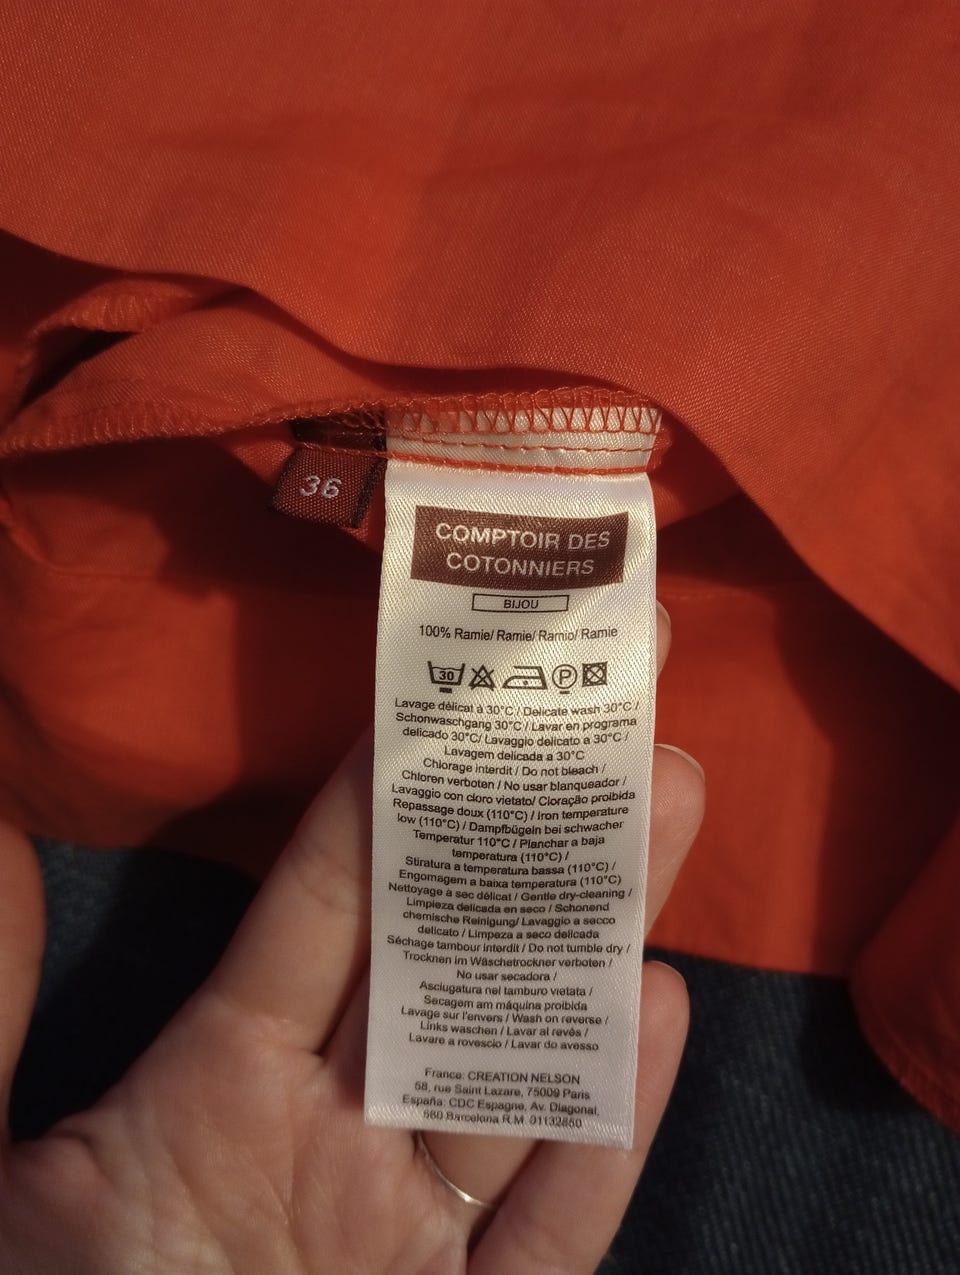 36
COMPTOIR DES
COTONNIERS
BIJOU
100% Ramie/ Ramie/ Ramio/ Ramie
30
P
Lavage délicat à 30°C / Delicate wash 30°C /
Schonwaschgang 30°C / Lavar en programa
delicado 30°C/ Lavaggio delicato a 30°C /
Lavagem delicada a 30°C
Chlorage interdit / Do not bleach /
Chloren verboten / No usar blanqueador /
Lavaggio con cloro vietato/ Cloração proibida
Repassage doux (110°C) / Iron temperature
low (110°C) / Dampfbügeln bei schwacher
Temperatur 110°C / Planchar a baja
temperatura (110°C) /
Stiratura a temperatura bassa (110°C) /
Engomagem a baixa temperatura (110°C)
Nettoyage à sec délicat / Gentle dry-cleaning /
Limpieza delicada en seco / Schonend
chemische Reinigung/ Lavaggio a secco
delicato / Limpeza a seco delicada
Séchage tambour interdit / Do not tumble dry /
Trocknen im Wäschetrockner verboten /
No usar secadora /
Asciugatura nel tamburo vietata /
Secagem am máquina proibida
Lavage sur l'envers / Wash on reverse /
Links waschen / Lavar al revés /
Lavare a rovescio / Lavar do avesso
France: CREATION NELSON
58, rue Saint Lazare, 75009 Paris
España: CDC Espagne, Av. Diagonal,
580 Barcelona R.M. 01132850